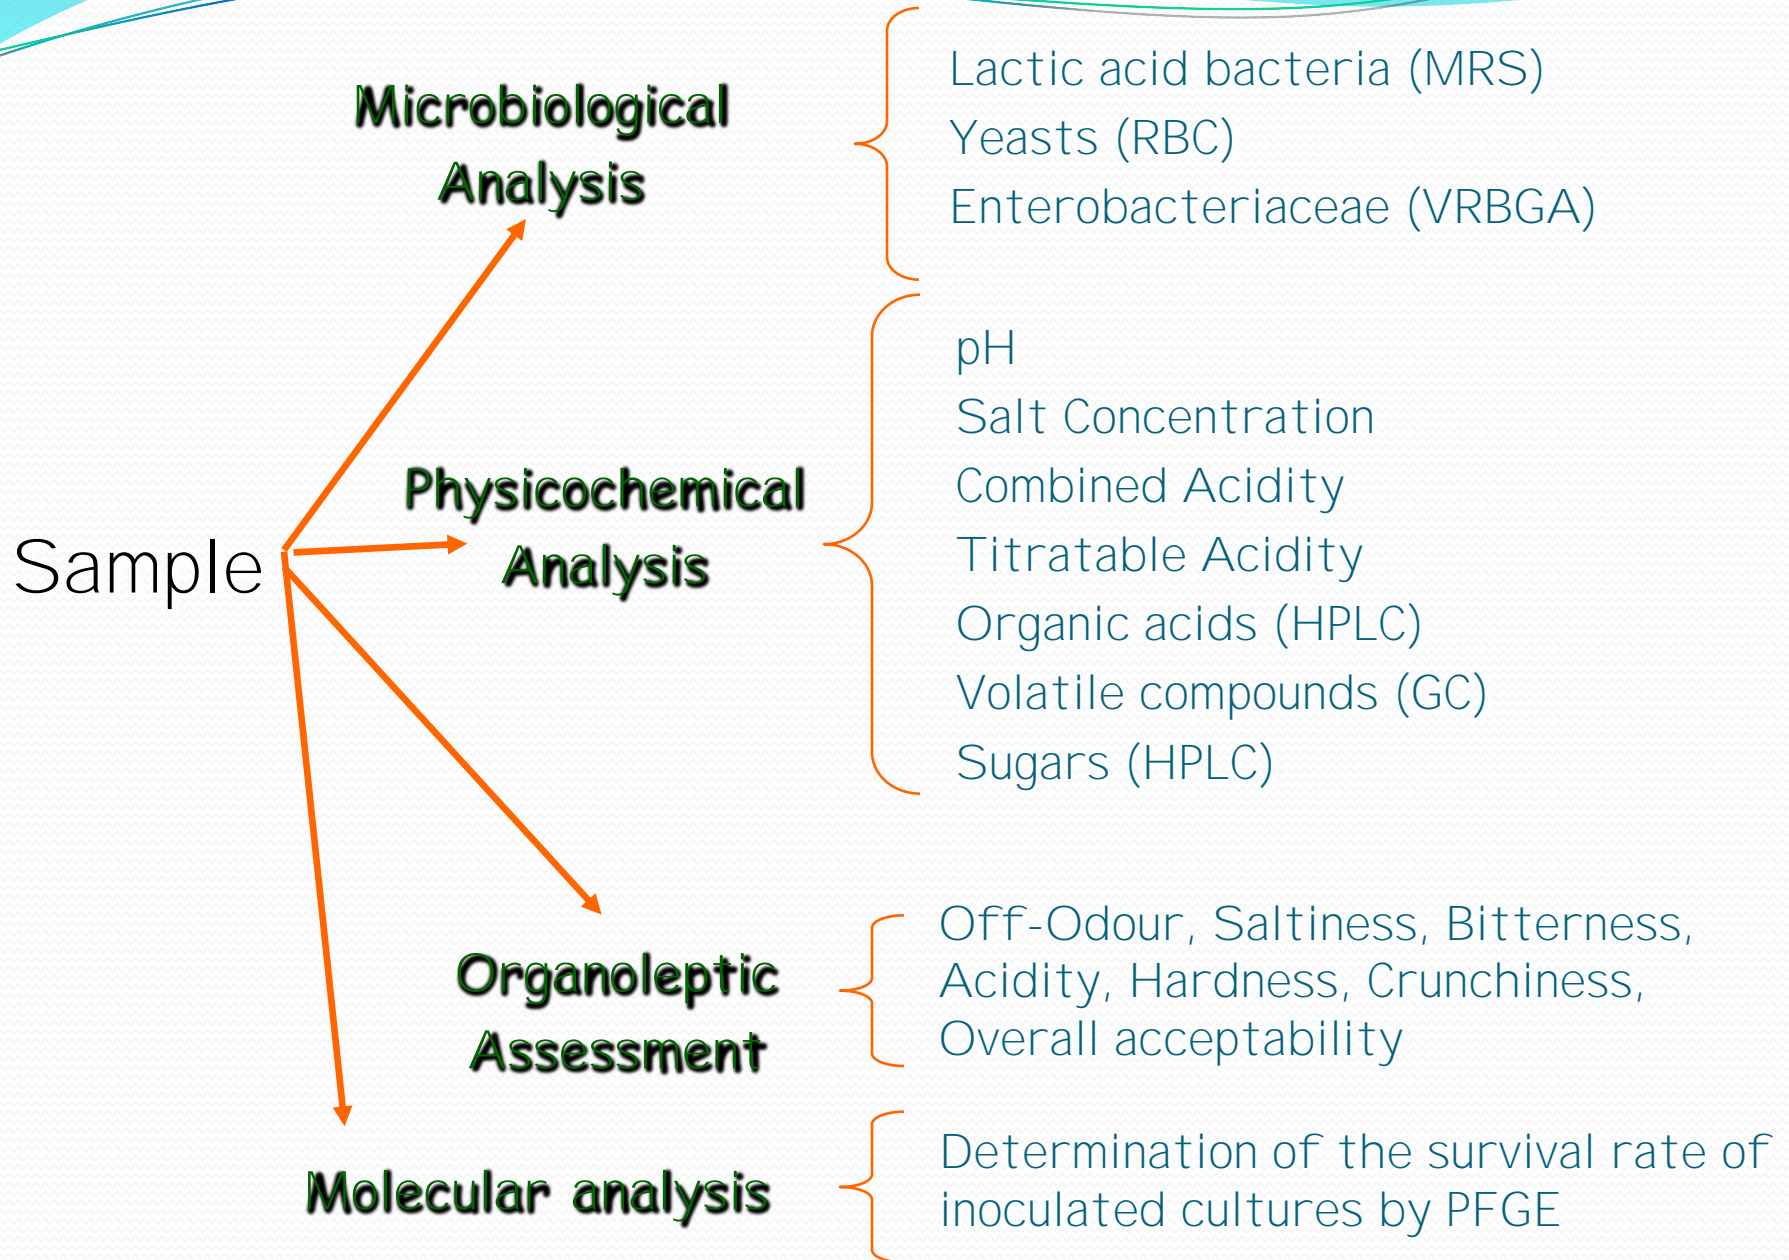 Microbiological
Analysis
Lactic acid bacteria (MRS)
Yeasts (RBC)
Enterobacteriaceae (VRBGA)
Sample
Physicochemical
Analysis
pH
Salt Concentration
Combined Acidity
Titratable Acidity
Organic acids (HPLC)
Volatile compounds (GC)
Sugars (HPLC)
Organoleptic
Assessment
Off-Odour, Saltiness, Bitterness,
Acidity, Hardness, Crunchiness,
Overall acceptability
Molecular analysis
Determination of the survival rate of
inoculated cultures by PFGE